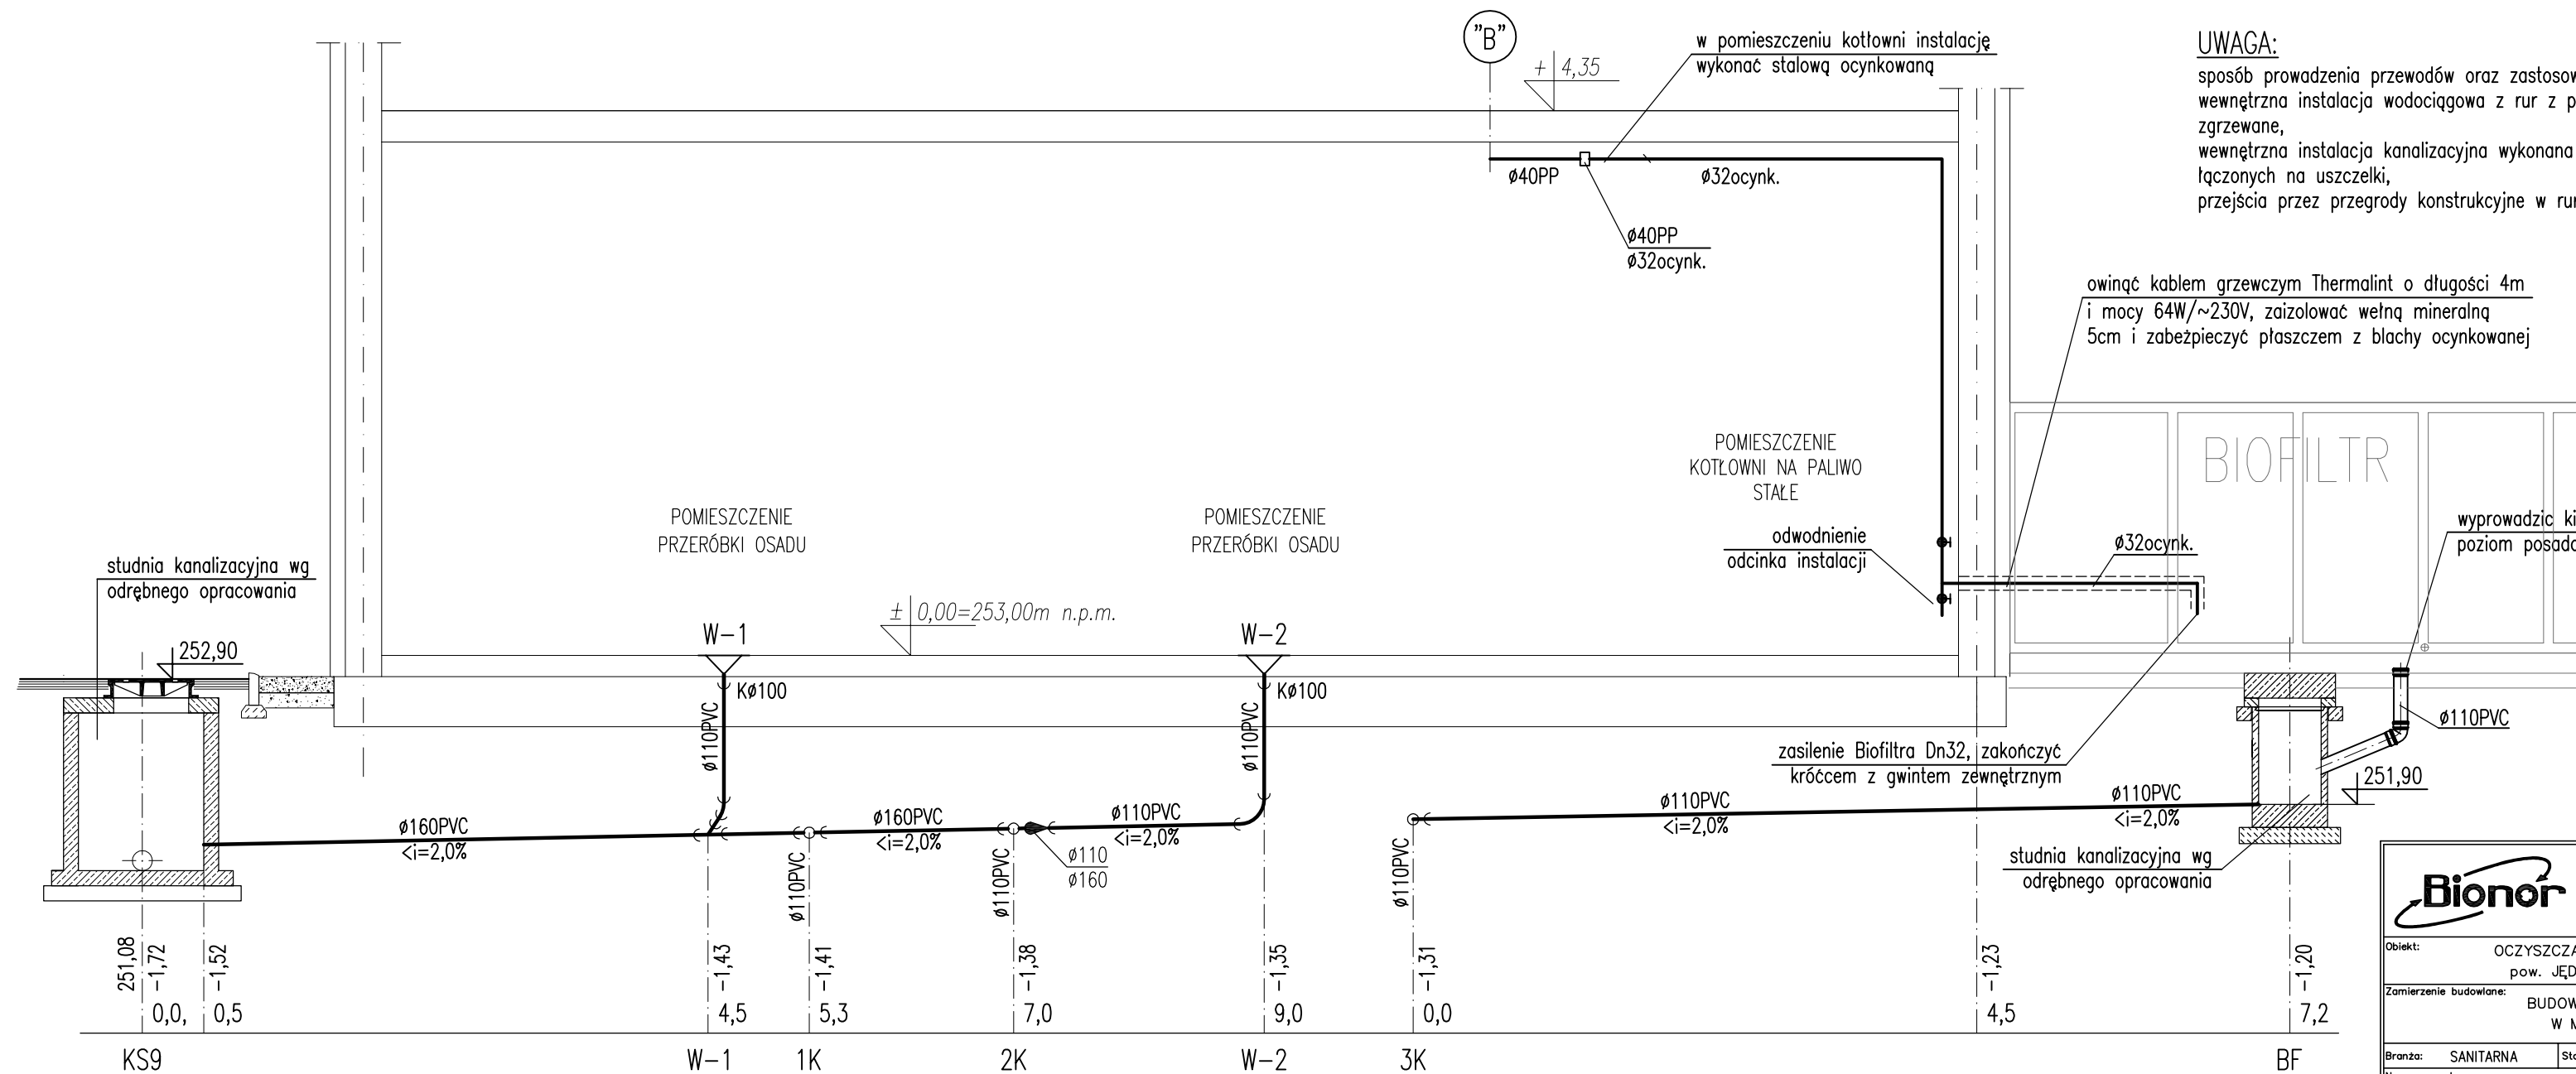 "B"
+ 4,35
w pomieszczeniu kotłowni instalację
wykonać stalową ocynkowaną
UWAGA:
sposób prowadzenia przewodów oraz
wewnętrzna instalacja wodociągowa z rur z
zgrzewane,
wewnętrzna instalacja kanalizacyjna wykonana
łączonych na uszczelki,
przejścia przez przegrody konstrukcyjne w
ø40PP
ø32ocynk.
ø40PP
ø32ocynk.
owinąć kablem grzewczym Thermalint o długości 4m
i mocy 64W/~230V, zaizolować wełną mineralną
5cm i zabeżpieczyć płaszczem z blachy ocynkowanej
BIOFILTR
POMIESZCZENIE
KOTŁOWNI NA PALIWO
STAŁE
POMIESZCZENIE
PRZERÓBKI OSADU
POMIESZCZENIE
PRZERÓBKI OSADU
odwodnienie
odcinka instalacji
ø32ocynk.
wyprowadzic
poziom
studnia kanalizacyjna wg
odrębnego opracowania
± 0,00=253,00m n.p.m.
W-1
W-2
252,90
Kø100
Kø100
ø110PVC
ø110PVC
ø110PVC
zasilenie Biofiltra Dn32, zakończyć
króćcem z gwintem zewnętrznym
251,90
ø160PVC
<i=2,0%
ø160PVC
<i=2,0%
ø110PVC
<i=2,0%
ø110PVC
<i=2,0%
ø110PVC
<i=2,0%
ø110
ø160
ø110PVC
ø110PVC
ø110PVC
studnia kanalizacyjna wg
odrębnego opracowania
Bionor
251,08
-1,72
-1,52
-1,43
-1,41
-1,38
-1,35
-1,31
-1,23
-1,20
0,0, 0,5 4,5 5,3 7,0 9,0 0,0 4,5 7,2
KS9 W-1 1K 2K W-2 3K BF
Obiekt:
pow.
Zamierzenie budowlane:
W
Branża: SANITARNA